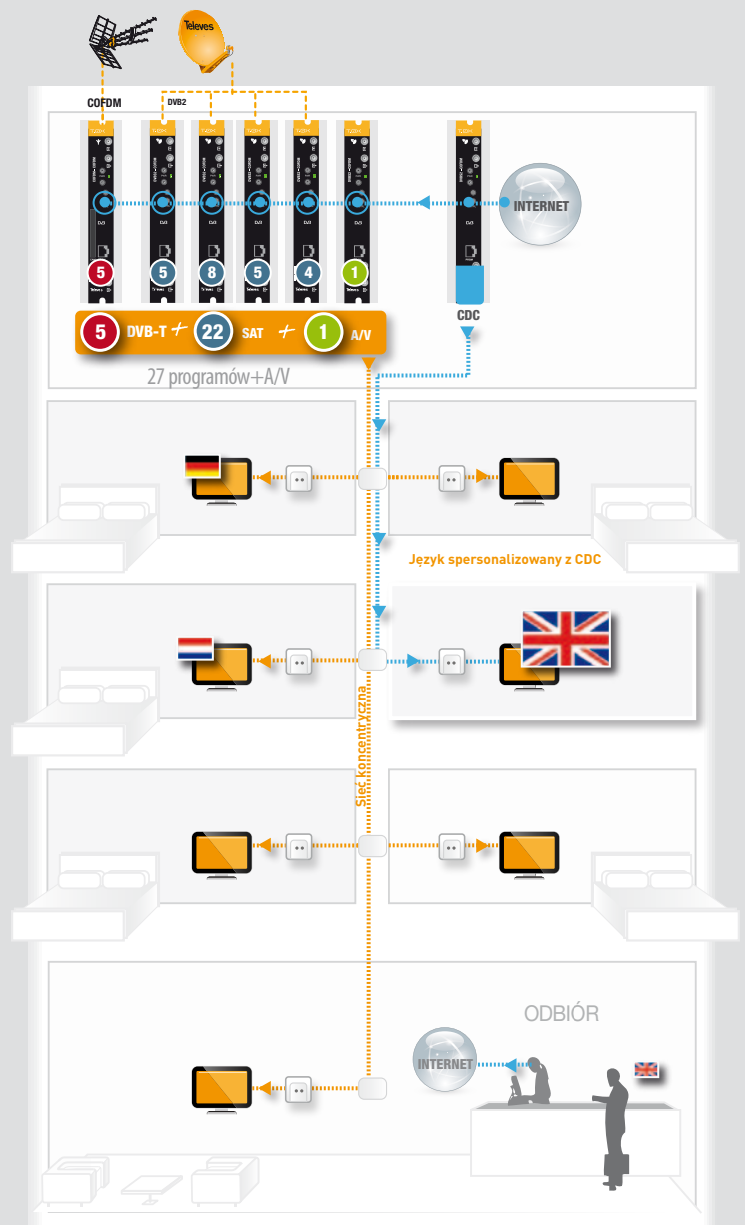 Televes
COFDM
DVB2
INTERNET
5
5
8
5
4
1
CDC
5 DVB-T + 22 SAT + 1 A/V
27 programów+A/V
Język spersonalizowany z CDC
Sieć koncentryczna
ODBIÓR
INTERNET